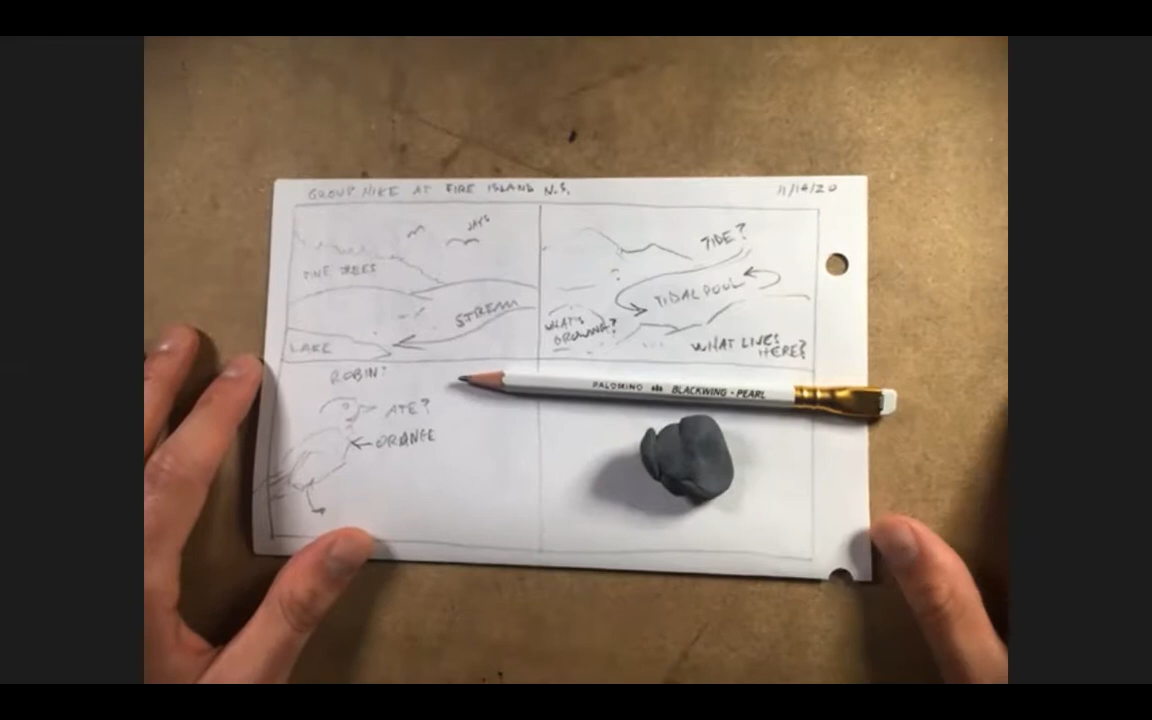 GROUP HIKE AT FIRE ISLAND N.S.
11/14/20
JAYS
PINE TREES
STREAM
LAKE
TIDE?
TIDAL POOL
WHAT'S
GROWING?
WHAT LIVES
HERE?
ROBIN:
ATE?
ORANGE
PALOMINO BLACKWING - PEARL